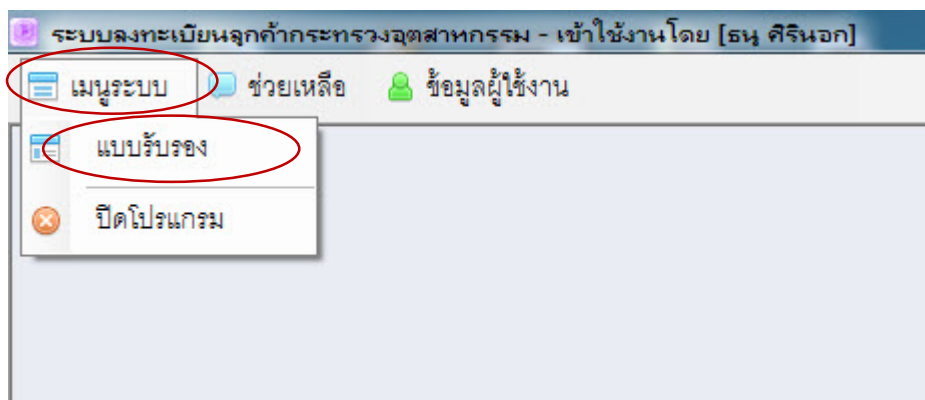 ระบบลงทะเบียนลูกค้ากระทรวงอุตสาหกรรม - เข้าใช้งานโดย [ธนู ศิรินอก]
เมนูระบบ ช่วยเหลือ ข้อมูลผู้ใช้งาน
แบบรับรอง
ปิดโปรแกรม